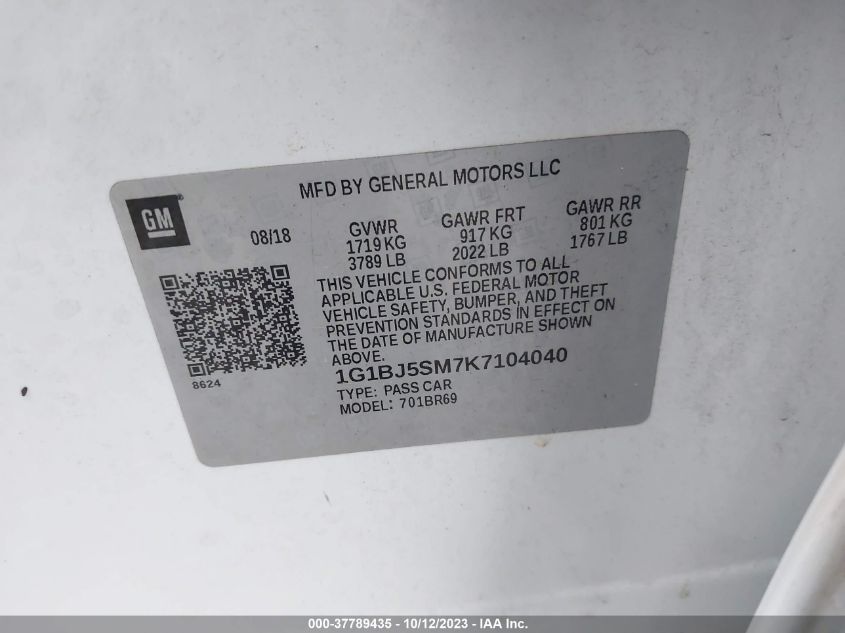 MFD BY GENERAL MOTORS LLC
GM
08/18
GVWR
1719 KG
3789 LB
GAWR FRT
917 KG
2022 LB
GAWR RR
801 KG
1767 LB
THIS VEHICLE CONFORMS TO ALL
APPLICABLE U.S. FEDERAL MOTOR
VEHICLE SAFETY, BUMPER, AND THEFT
PREVENTION STANDARDS IN EFFECT ON
THE DATE OF MANUFACTURE SHOWN
ABOVE.
8624
1G1BJ5SM7K7104040
TYPE: PASS CAR
MODEL: 701BR69
000-37789435 - 10/12/2023 - IAA Inc.